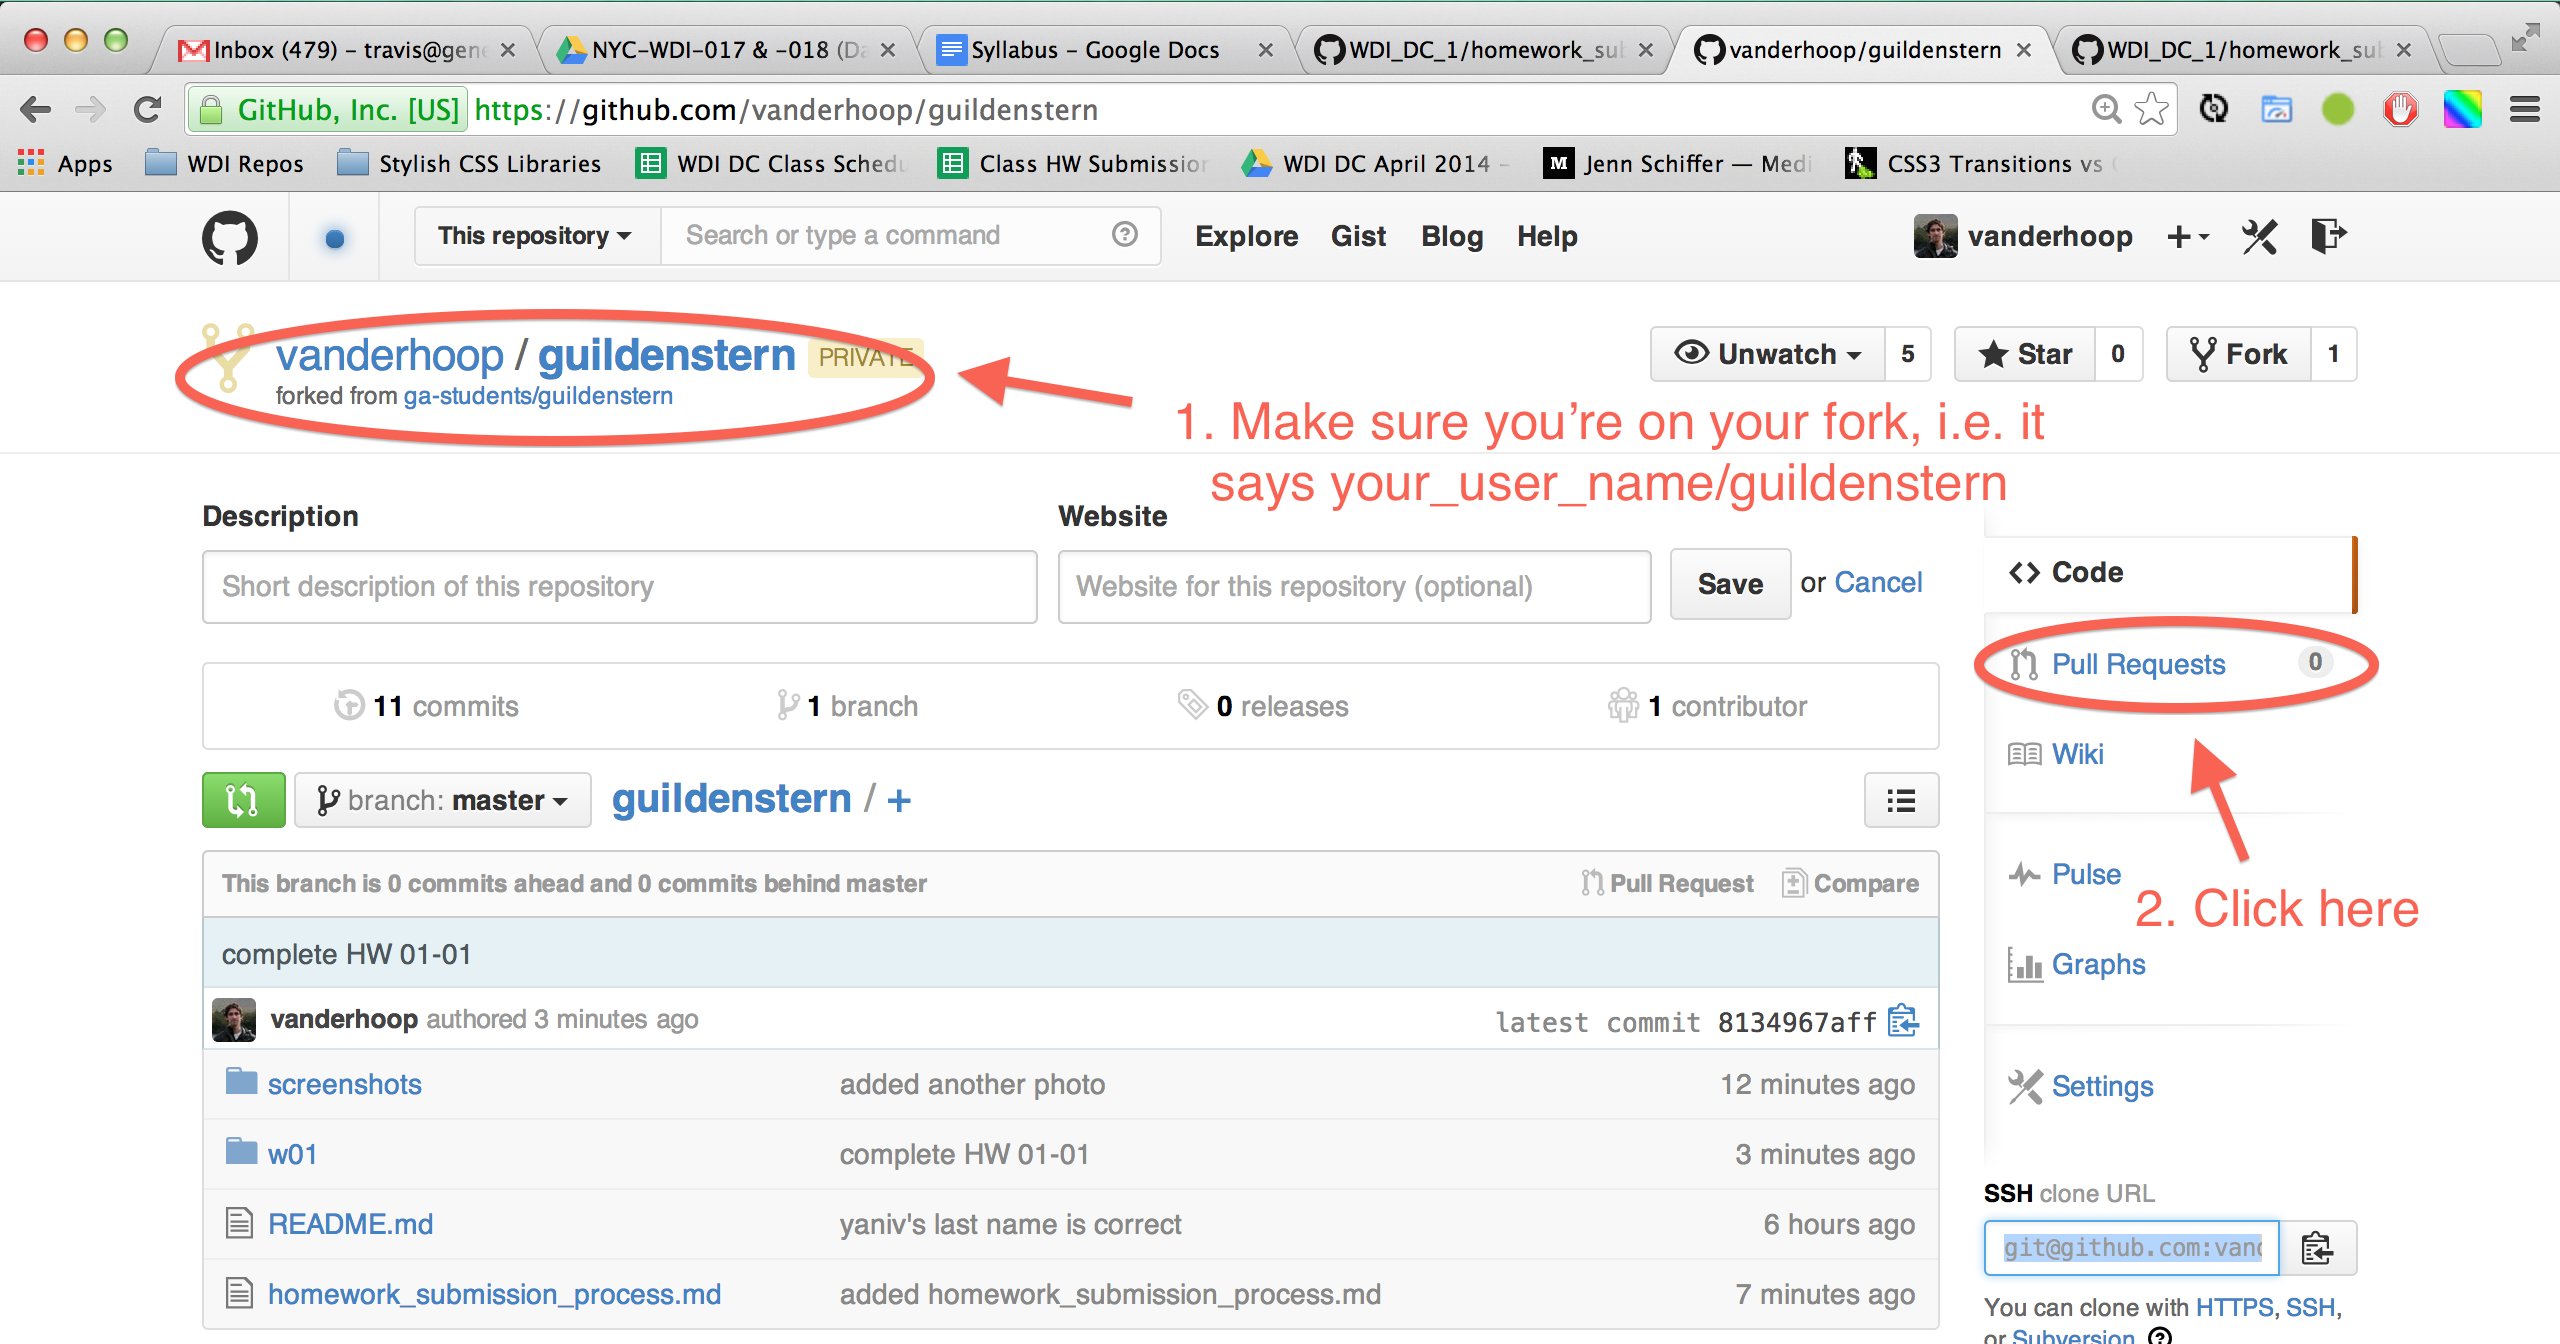 Inbox (479) – travis@gene
NYC-WDI-017 & -018 (Da
Syllabus – Google Docs
WDI_DC_1/homework_sub
vanderhoop/guildenstern
WDI_DC_1/homework_sub
GitHub, Inc. [US] https://github.com/vanderhoop/guildenstern
Apps WDI Repos Stylish CSS Libraries WDI DC Class Schedu Class HW Submission WDI DC April 2014 – M Jenn Schiffer — Medi CSS3 Transitions vs
This repository Search or type a command Explore Gist Blog Help vanderhoop
vanderhoop / guildenstern PRIVATE
forked from ga-students/guildenstern
Unwatch 5 Star 0 Fork 1
1. Make sure you’re on your fork, i.e. it
says your_user_name/guildenstern
Description
Website
Short description of this repository
Website for this repository (optional)
Save or Cancel
11 commits 1 branch 0 releases 1 contributor
branch: master guildenstern / +
This branch is 0 commits ahead and 0 commits behind master Pull Request Compare
complete HW 01-01
vanderhoop authored 3 minutes ago latest commit 8134967aff
screenshots added another photo 12 minutes ago
w01 complete HW 01-01 3 minutes ago
README.md yaniv's last name is correct 6 hours ago
homework_submission_process.md added homework_submission_process.md 7 minutes ago
Code
Pull Requests 0
Wiki
Pulse
2. Click here
Graphs
Settings
SSH clone URL
git@github.com:vand
You can clone with HTTPS, SSH,
or Subversion.